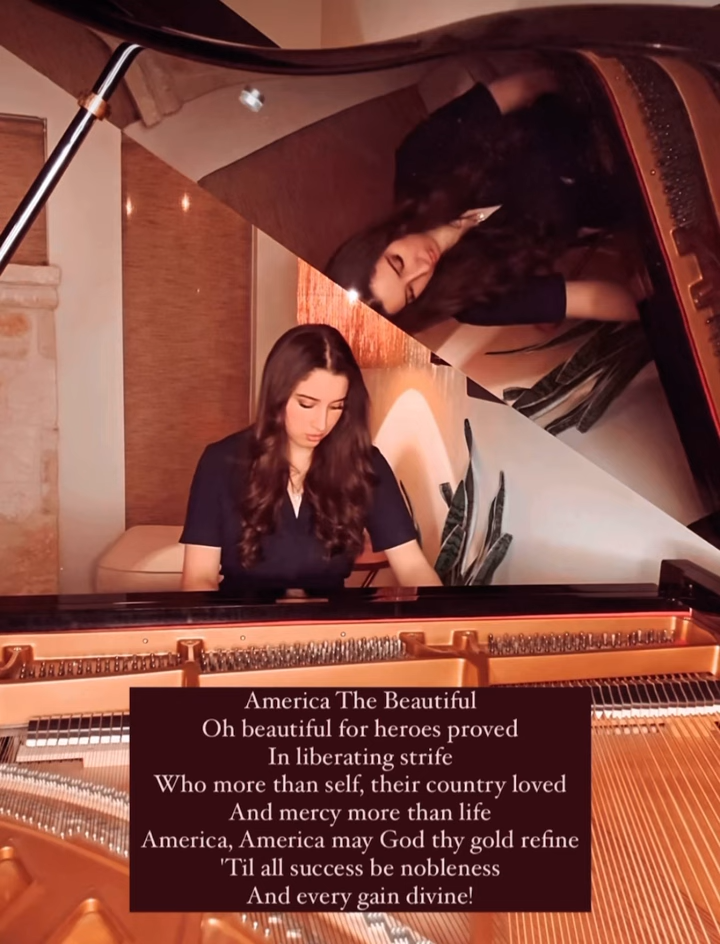 America The Beautiful
Oh beautiful for heroes proved
In liberating strife
Who more than self, their country loved
And mercy more than life
America, America may God thy gold refine
'Til all success be nobleness
And every gain divine!